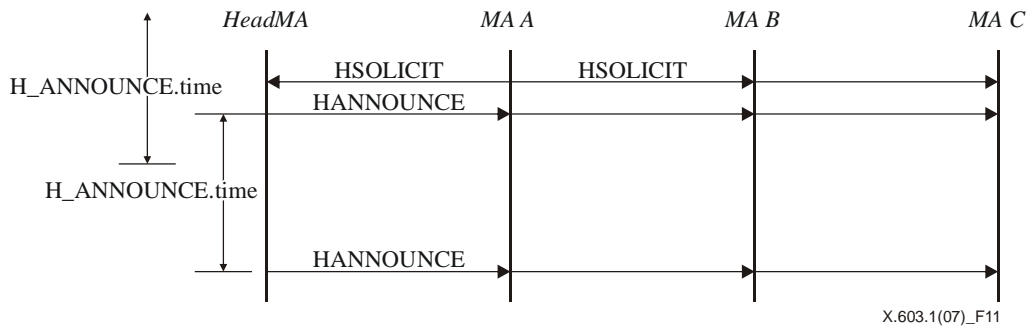 HeadMA MA A MA B MA C
HSOLICIT HSOLICIT
H_ANNOUNCE.time
HANNOUNCE
H_ANNOUNCE.time
HANNOUNCE
X.603.1(07)_F11